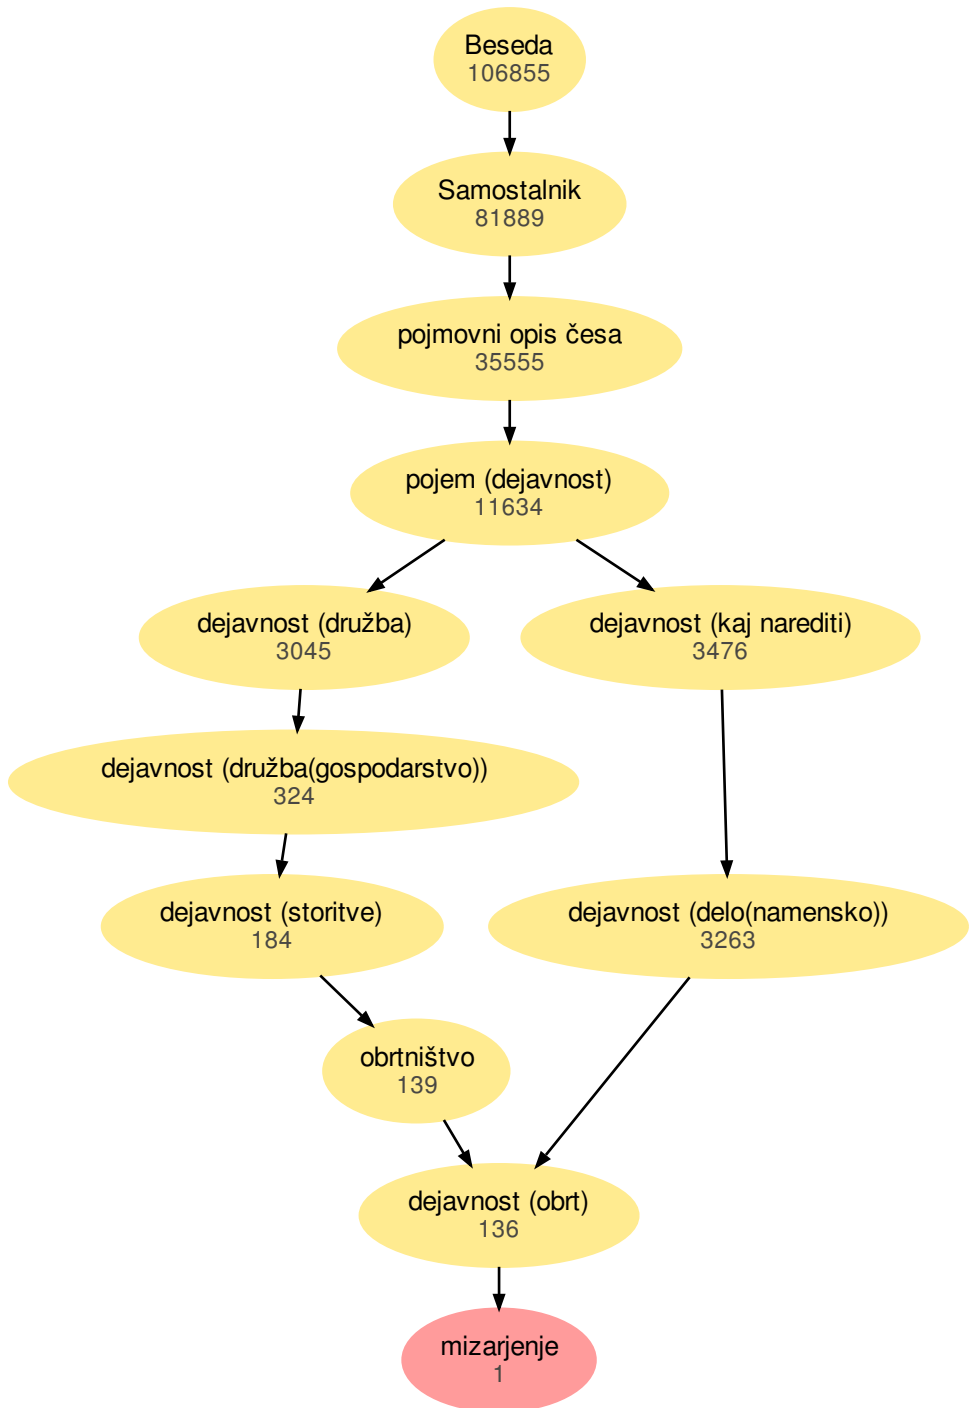 Beseda
106855
Samostalnik
81889
pojmovni opis česa
35555
pojem (dejavnost)
11634
dejavnost (družba)
3045
dejavnost (kaj narediti)
3476
dejavnost (družba(gospodarstvo))
324
dejavnost (storitve)
184
dejavnost (delo(namensko))
3263
obrtništvo
139
dejavnost (obrt)
136
mizarjenje
1